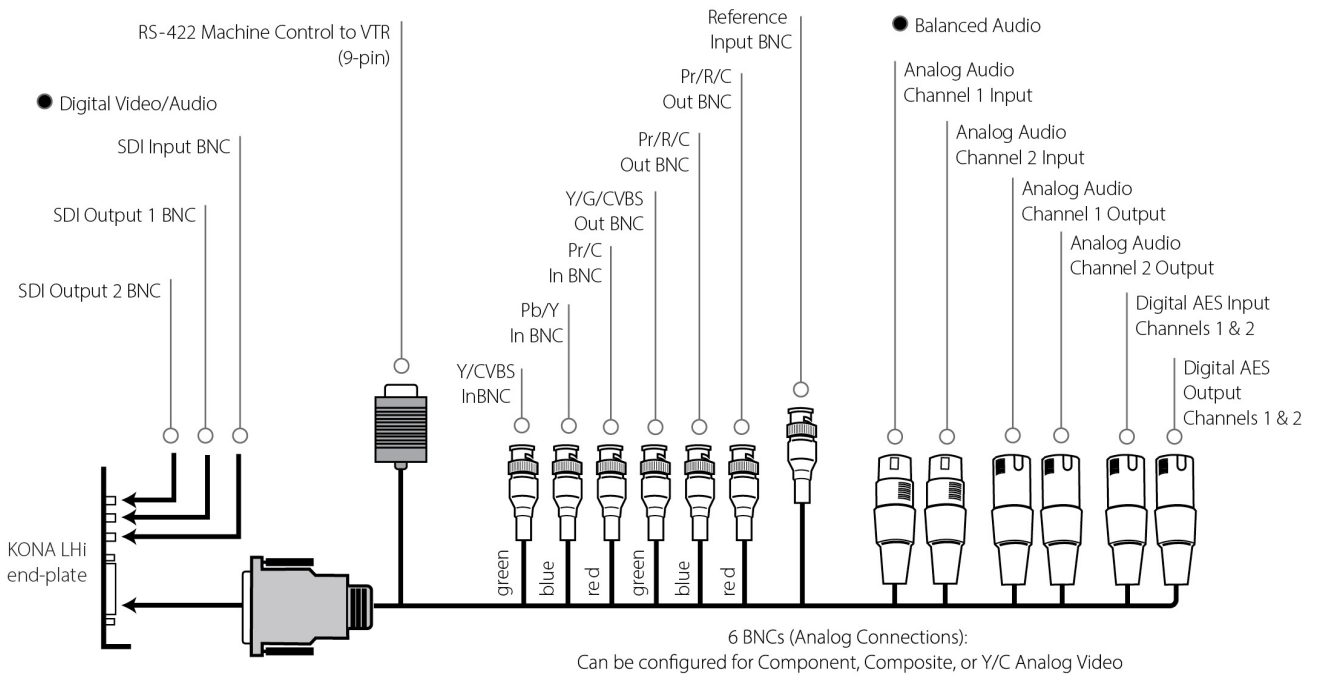 RS-422 Machine Control to VTR
(9-pin)
Digital Video/Audio
SDI Input BNC
SDI Output 1 BNC
SDI Output 2 BNC
KONA LHi
end-plate
Reference
Input BNC
Pr/R/C
Out BNC
Pr/R/C
Out BNC
Y/G/CVBS
Out BNC
Pr/C
In BNC
Pb/Y
In BNC
Y/CVBS
InBNC
green
blue
red
green
blue
red
Balanced Audio
Analog Audio
Channel 1 Input
Analog Audio
Channel 2 Input
Analog Audio
Channel 1 Output
Analog Audio
Channel 2 Output
Digital AES Input
Channels 1 & 2
Digital AES
Output
Channels 1 & 2
6 BNCs (Analog Connections):
Can be configured for Component, Composite, or Y/C Analog Video